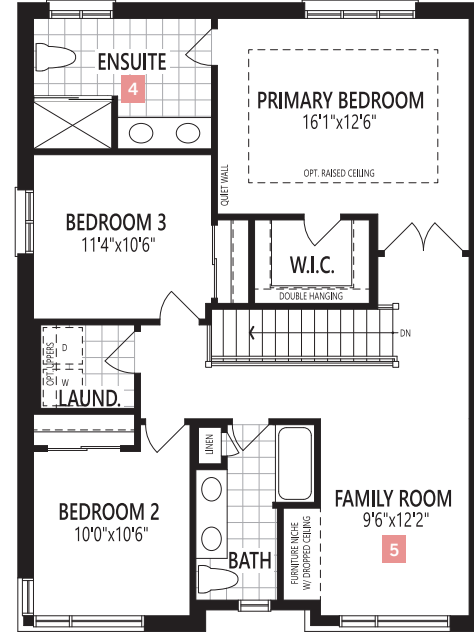 ENSUITE
4
PRIMARY BEDROOM
16'1"x12'6"
OPT. RAISED CEILING
QUIET WALL
BEDROOM 3
11'4"x10'6"
W.I.C.
DOUBLE HANGING
DN
OPT. UPPERS
D
W
LAUND.
LINEN
BEDROOM 2
10'0"x10'6"
BATH
FURNITURE NICHE
W/ DROPPED CEILING
FAMILY ROOM
9'6"x12'2"
5